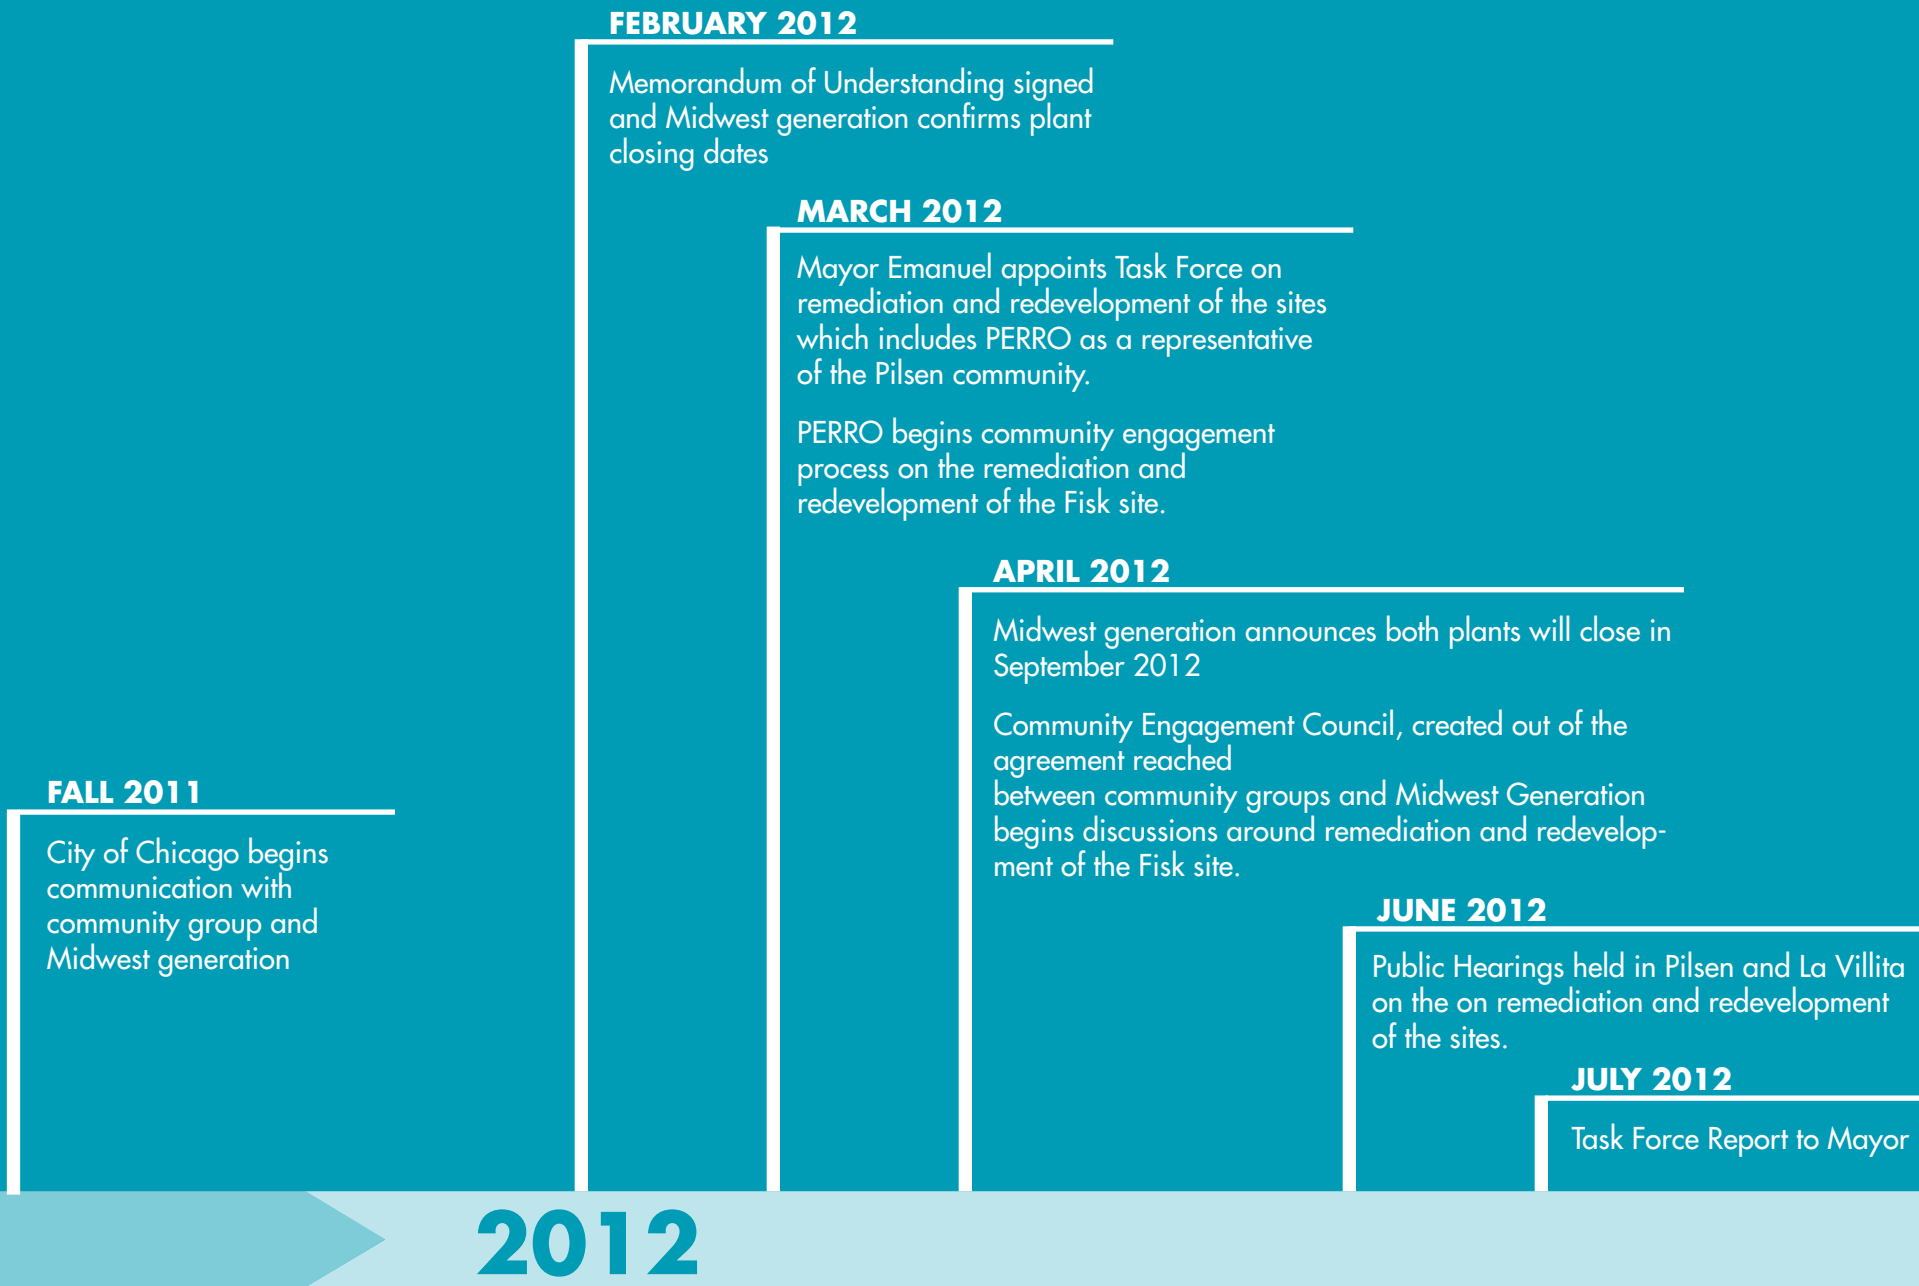 FEBRUARY 2012
Memorandum of Understanding signed
and Midwest generation confirms plant
closing dates
MARCH 2012
Mayor Emanuel appoints Task Force on
remediation and redevelopment of the sites
which includes PERRO as a representative
of the Pilsen community.
PERRO begins community engagement
process on the remediation and
redevelopment of the Fisk site.
APRIL 2012
Midwest generation announces both plants will close in
September 2012
Community Engagement Council, created out of the
agreement reached
between community groups and Midwest Generation
begins discussions around remediation and redevelop-
ment of the Fisk site.
FALL 2011
City of Chicago begins
communication with
community group and
Midwest generation
JUNE 2012
Public Hearings held in Pilsen and La Villita
on the on remediation and redevelopment
of the sites.
JULY 2012
Task Force Report to Mayor
2012